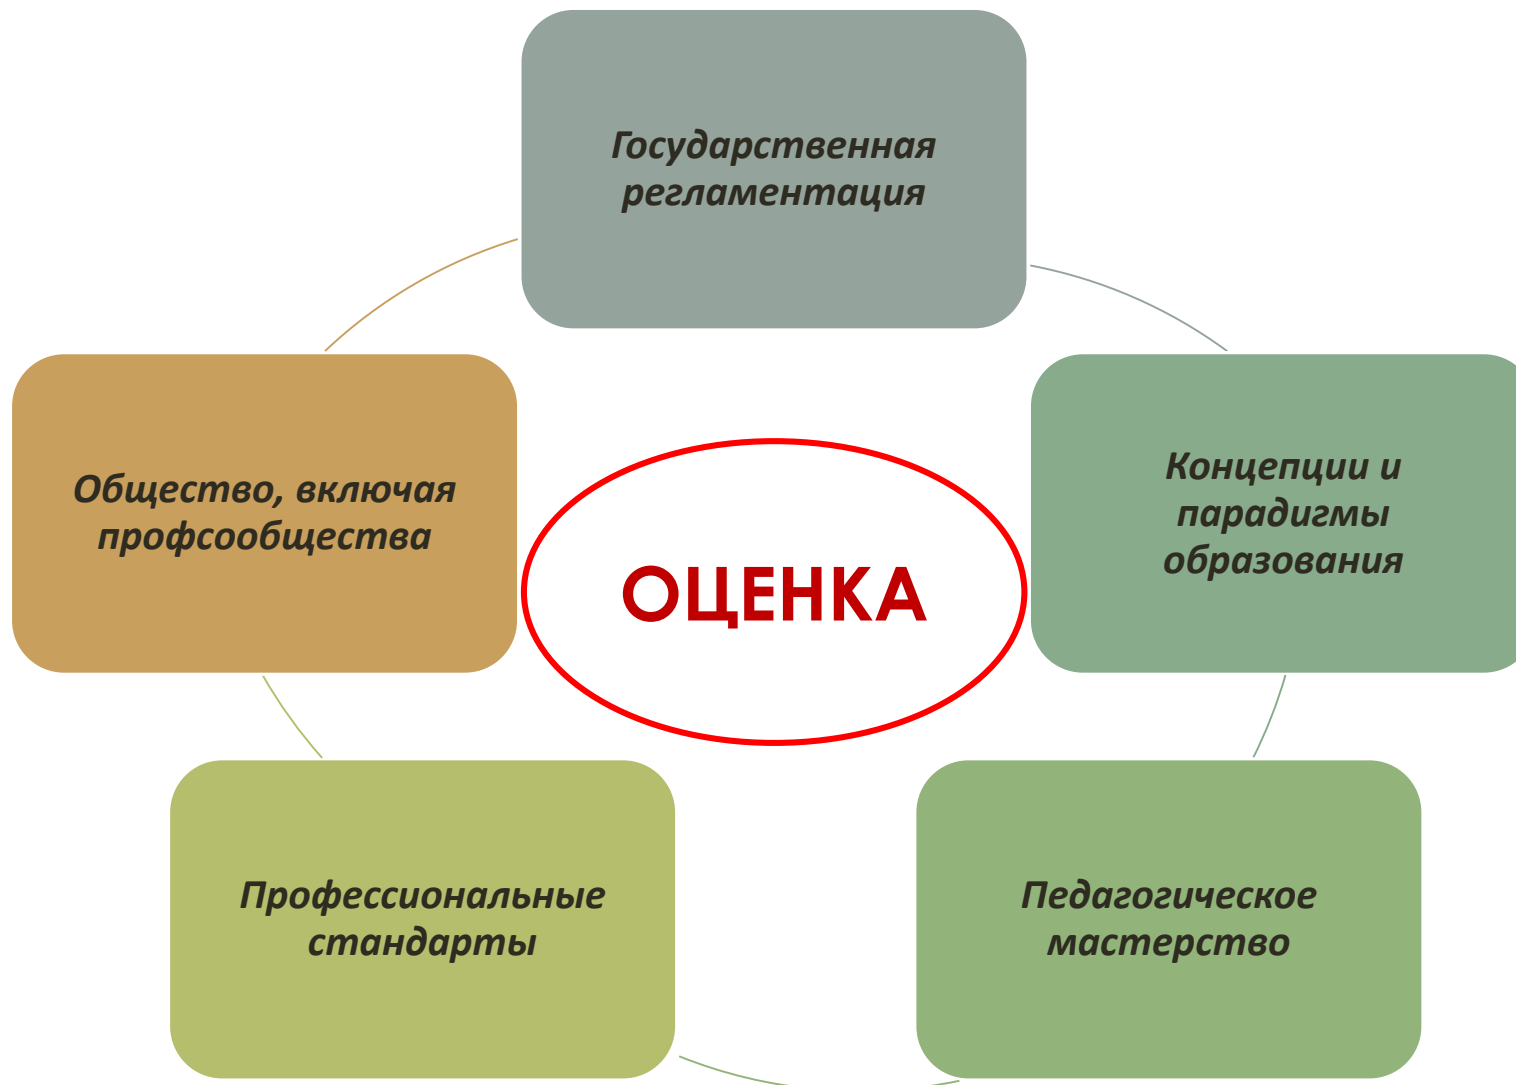 Государственная
регламентация
Общество, включая
профсообщества
Концепции и
парадигмы
образования
ОЦЕНКА
Профессиональные
стандарты
Педагогическое
мастерство